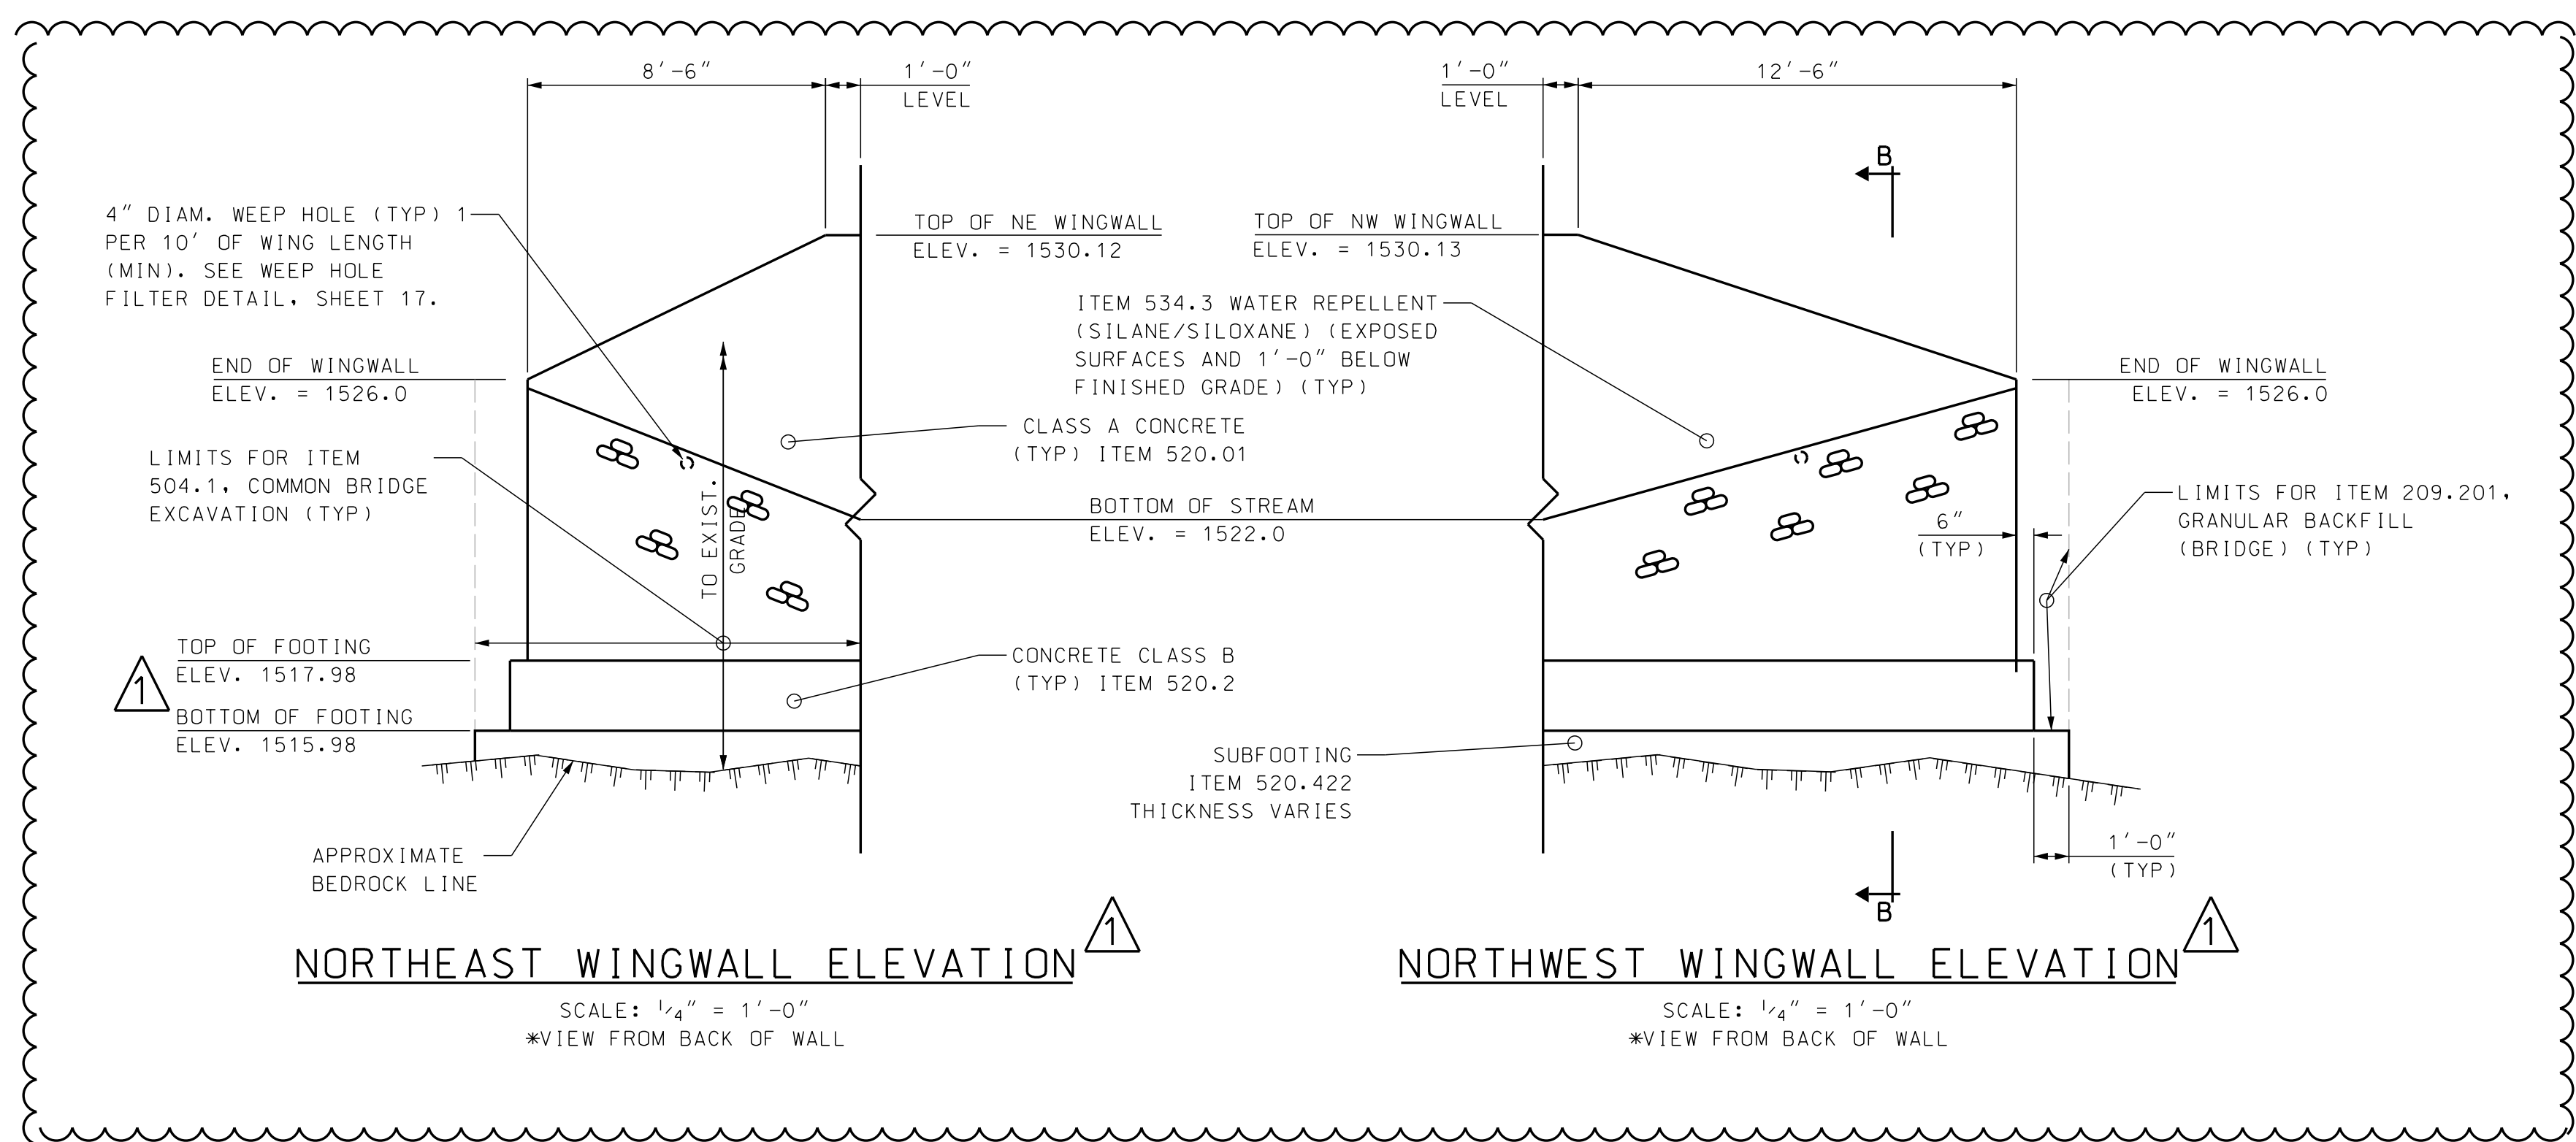 8'-6"
1'-0"
LEVEL
1'-0"
LEVEL
12'-6"
B
4" DIAM. WEEP HOLE (TYP) 1
PER 10' OF WING LENGTH
(MIN). SEE WEEP HOLE
FILTER DETAIL, SHEET 17.
TOP OF NE WINGWALL
ELEV. = 1530.12
TOP OF NW WINGWALL
ELEV. = 1530.13
ITEM 534.3 WATER REPELLENT
(SILANE/SILOXANE) (EXPOSED
SURFACES AND 1'-0" BELOW
FINISHED GRADE) (TYP)
END OF WINGWALL
ELEV. = 1526.0
END OF WINGWALL
ELEV. = 1526.0
CLASS A CONCRETE
(TYP) ITEM 520.01
LIMITS FOR ITEM
504.1, COMMON BRIDGE
EXCAVATION (TYP)
TO EXIST.
GRADE
BOTTOM OF STREAM
ELEV. = 1522.0
6"
(TYP)
LIMITS FOR ITEM 209.201,
GRANULAR BACKFILL
(BRIDGE) (TYP)
TOP OF FOOTING
ELEV. 1517.98
1
BOTTOM OF FOOTING
ELEV. 1515.98
CONCRETE CLASS B
(TYP) ITEM 520.2
SUBFOOTING
ITEM 520.422
THICKNESS VARIES
APPROXIMATE
BEDROCK LINE
1'-0"
(TYP)
B
NORTHEAST WINGWALL ELEVATION
1
SCALE: 1/4" = 1'-0"
*VIEW FROM BACK OF WALL
NORTHWEST WINGWALL ELEVATION
1
SCALE: 1/4" = 1'-0"
*VIEW FROM BACK OF WALL